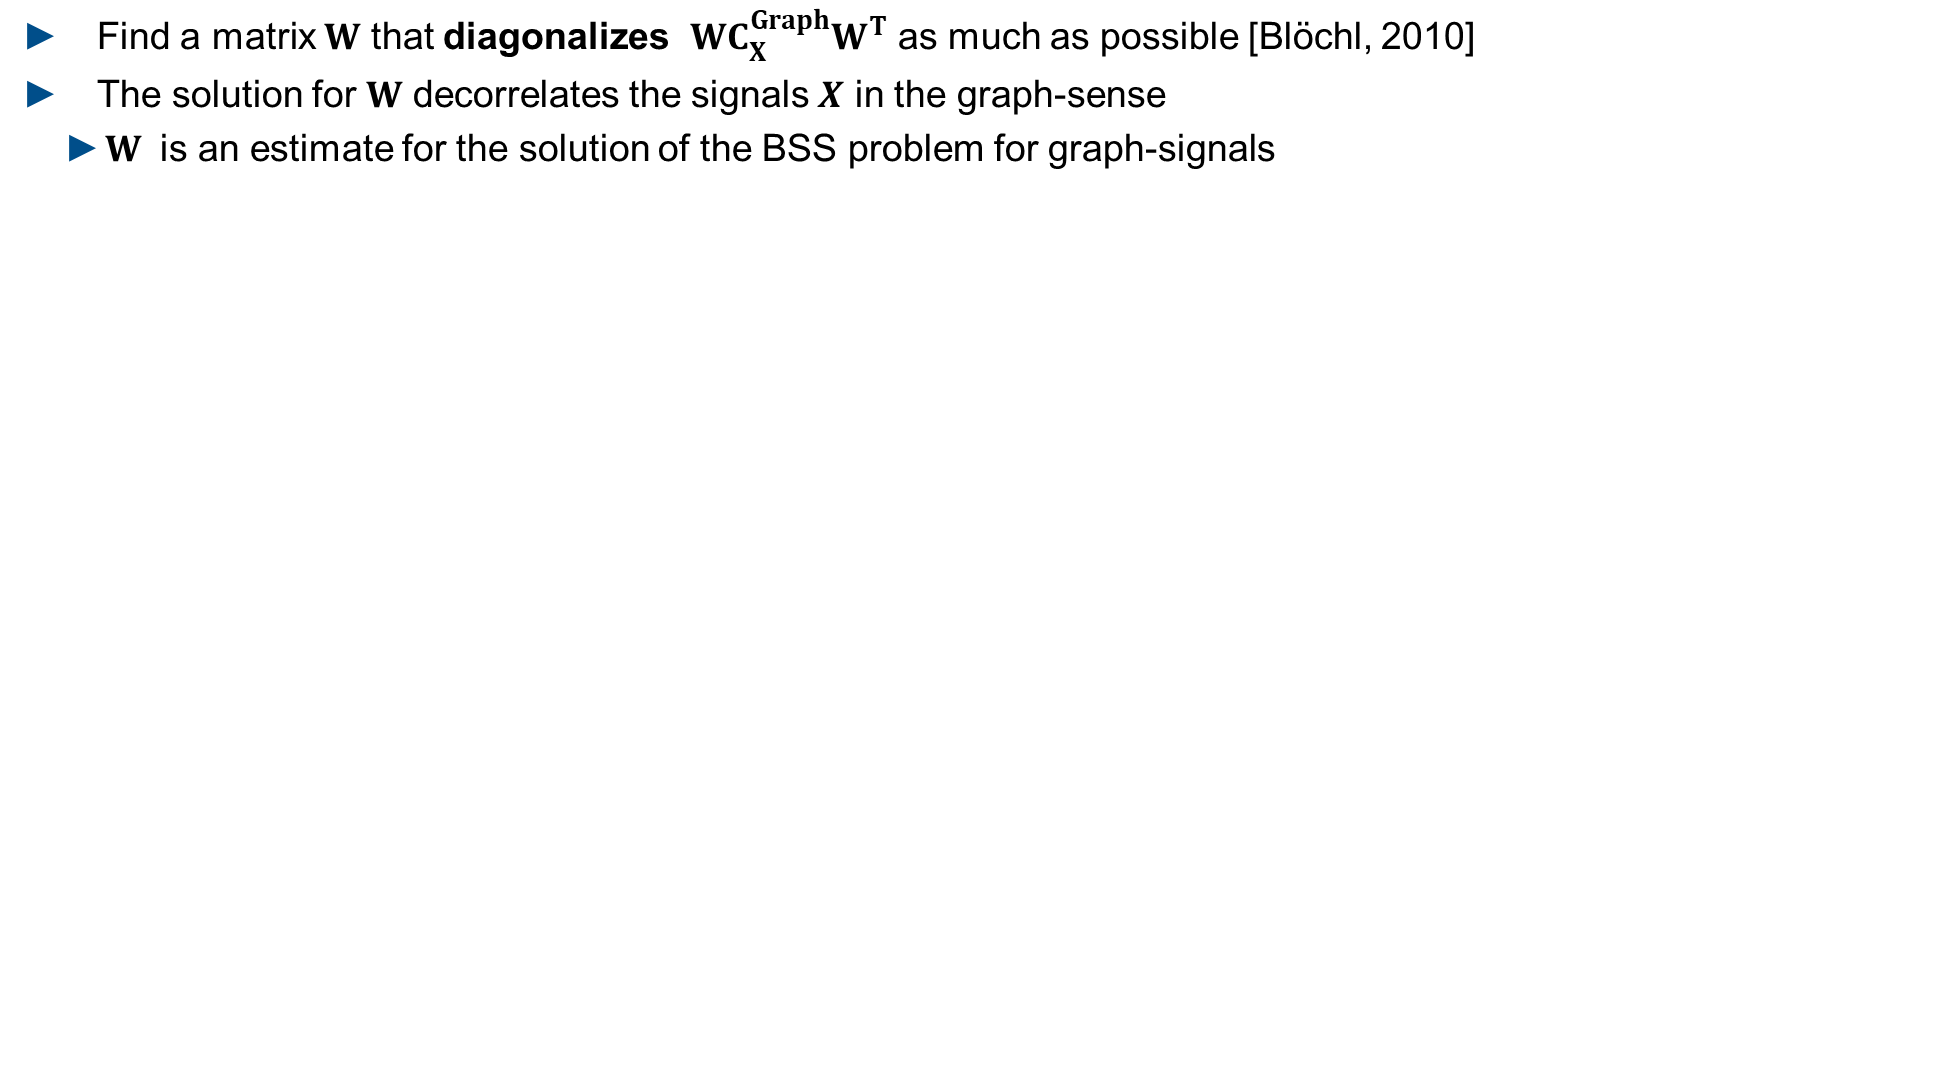 ► Find a matrix 𝐖 that diagonalizes 𝐖𝐂_𝐗^𝐆𝐫𝐚𝐩𝐡𝐖^𝐓 as much as possible [Blöchl, 2010]
► The solution for 𝐖 decorrelates the signals 𝑿 in the graph-sense
► 𝐖 is an estimate for the solution of the BSS problem for graph-signals